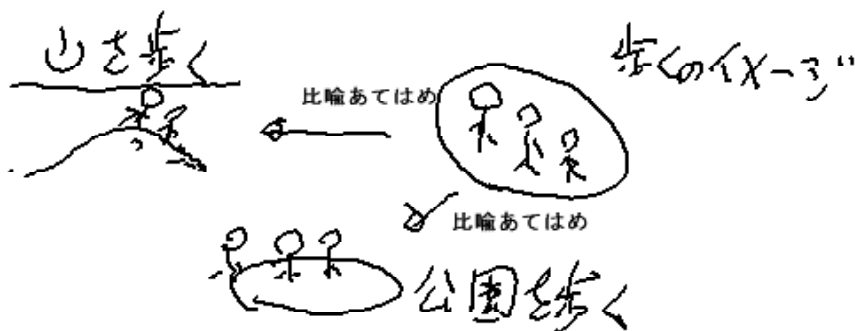 山を歩く
歩くのイメージ
比喩あてはめ
比喩あてはめ
公園を歩く